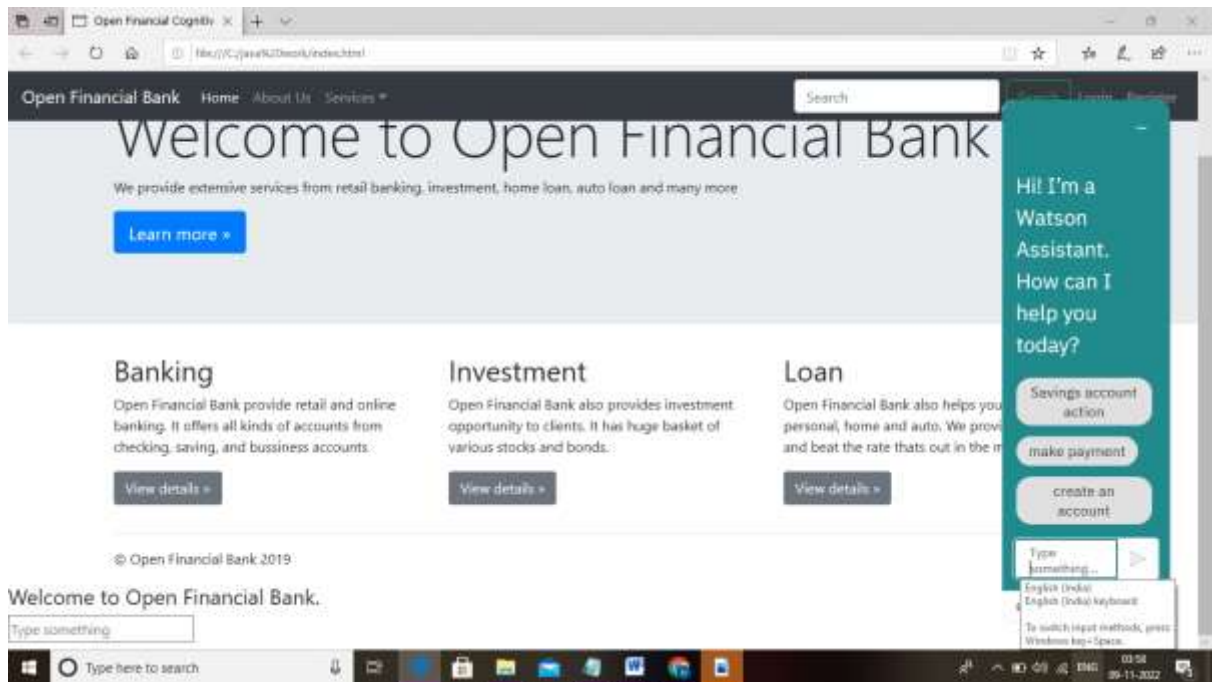 Open Financial Cognitiv
file:///C:/java%20work/index.html
Open Financial Bank Home About Us Services Search Search Login Register
Welcome to Open Financial Bank
We provide extensive services from retail banking, investment, home loan, auto loan and many more
Learn more »
Banking
Open Financial Bank provide retail and online
banking. It offers all kinds of accounts from
checking, saving, and bussiness accounts
View details »
Investment
Open Financial Bank also provides investment
opportunity to clients. It has huge basket of
various stocks and bonds.
View details »
Loan
Open Financial Bank also helps you
personal, home and auto. We provi
and beat the rate thats out in the m
View details »
© Open Financial Bank 2019
Welcome to Open Financial Bank.
Type something
Hi! I'm a
Watson
Assistant.
How can I
help you
today?
Savings account
action
make payment
create an
account
Type
something...
English (India)
English (India) keyboard
To switch input methods, press
Windows key+Space.
Type here to search
ENG
03:58
09-11-2022